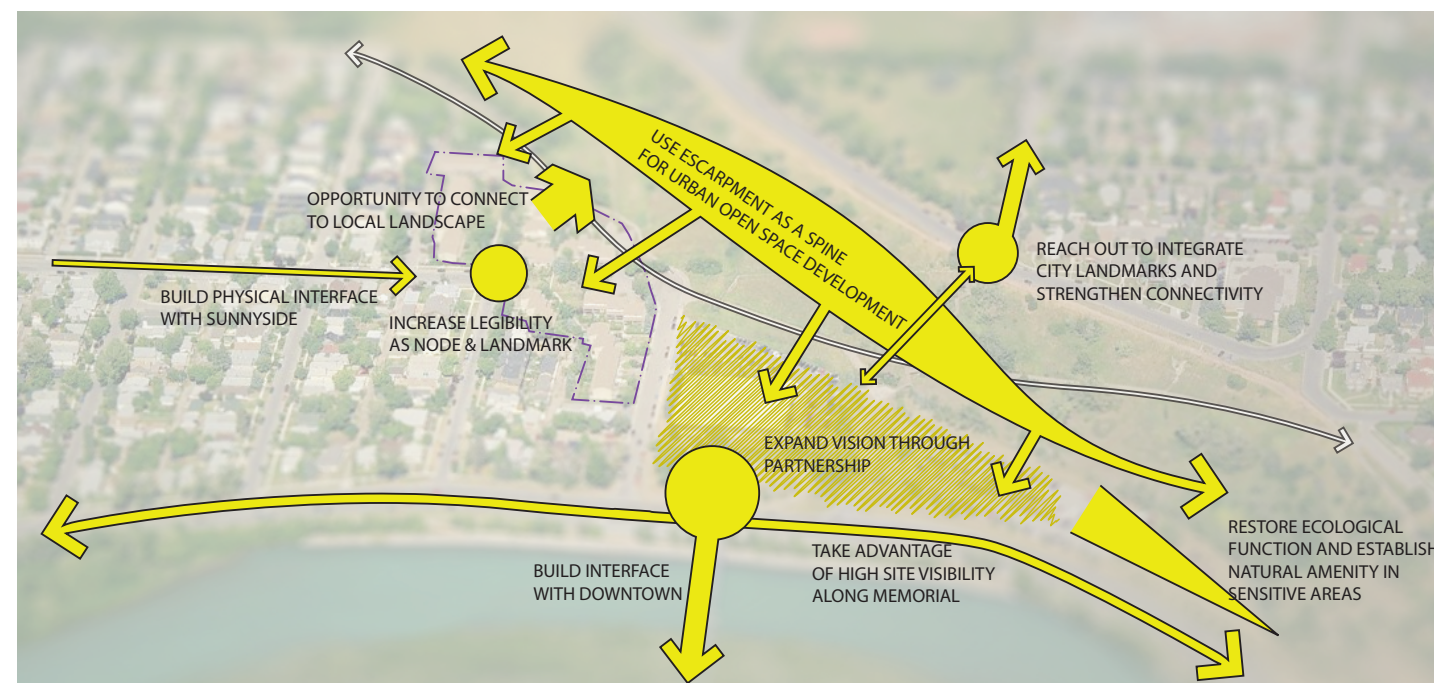 USE ESCARPMENT AS A SPINE
FOR URBAN OPEN SPACE DEVELOPMENT
OPPORTUNITY TO CONNECT
TO LOCAL LANDSCAPE
REACH OUT TO INTEGRATE
CITY LANDMARKS AND
STRENGTHEN CONNECTIVITY
BUILD PHYSICAL INTERFACE
WITH SUNNYSIDE
INCREASE LEGIBILITY
AS NODE & LANDMARK
EXPAND VISION THROUGH
PARTNERSHIP
BUILD INTERFACE
WITH DOWNTOWN
TAKE ADVANTAGE
OF HIGH SITE VISIBILITY
ALONG MEMORIAL
RESTORE ECOLOGICAL
FUNCTION AND ESTABLISH
NATURAL AMENITY IN
SENSITIVE AREAS